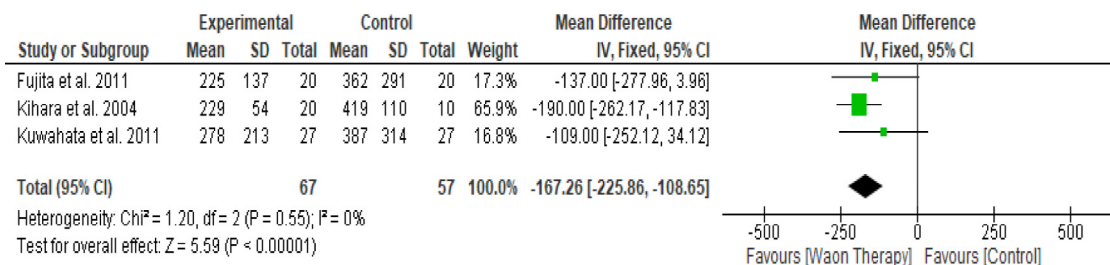 Experimental Control Mean Difference Mean Difference
Study or Subgroup Mean SD Total Mean SD Total Weight IV, Fixed, 95% CI IV, Fixed, 95% CI
Fujita et al. 2011 225 137 20 362 291 20 17.3% -137.00 [-277.96, 3.96]
Kihara et al. 2004 229 54 20 419 110 10 65.9% -190.00 [-262.17, -117.83]
Kuwahata et al. 2011 278 213 27 387 314 27 16.8% -109.00 [-252.12, 34.12]
Total (95% CI) 67 57 100.0% -167.26 [-225.86, -108.65]
Heterogeneity: Chi² = 1.20, df = 2 (P = 0.55); I² = 0%
Test for overall effect: Z = 5.59 (P < 0.00001)
-500 -250 0 250 500
Favours [Waon Therapy] Favours [Control]